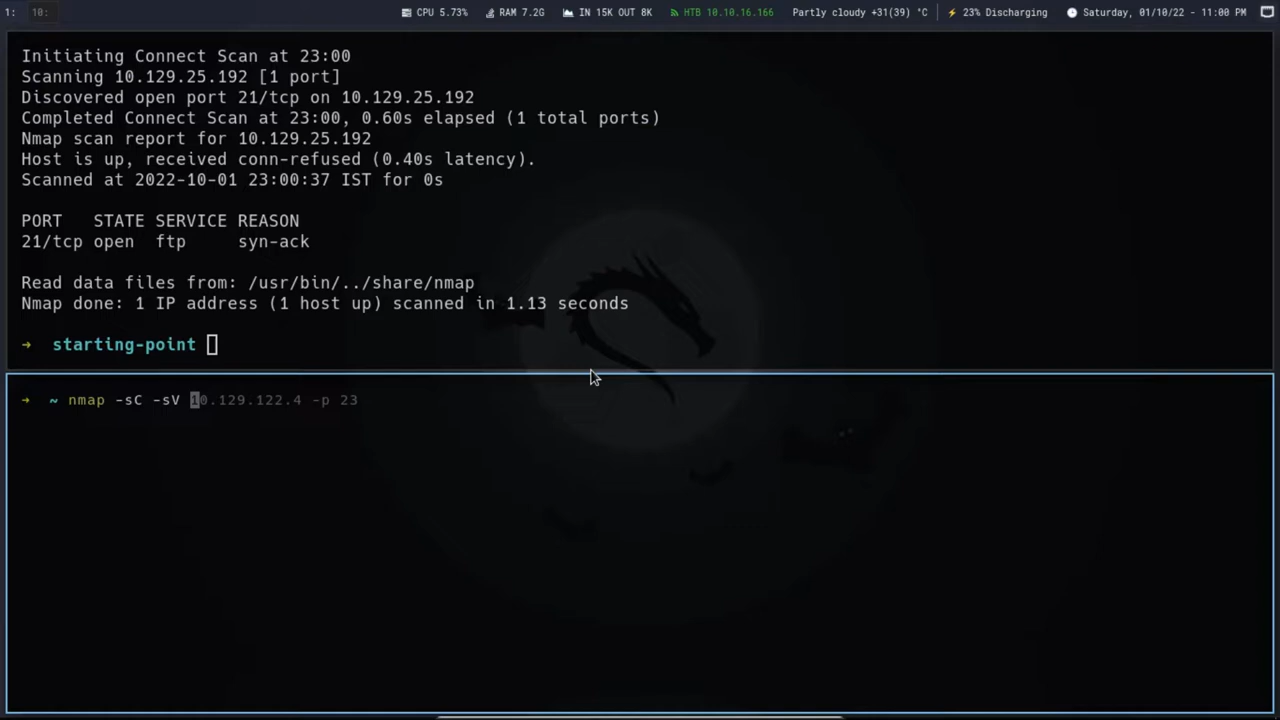 1: 10: CPU 5.73% RAM 7.2G IN 15K OUT 8K HTB 10.10.16.166 Partly cloudy +31(39) °C 23% Discharging Saturday, 01/10/22 - 11:00 PM
Initiating Connect Scan at 23:00
Scanning 10.129.25.192 [1 port]
Discovered open port 21/tcp on 10.129.25.192
Completed Connect Scan at 23:00, 0.60s elapsed (1 total ports)
Nmap scan report for 10.129.25.192
Host is up, received conn-refused (0.40s latency).
Scanned at 2022-10-01 23:00:37 IST for 0s
PORT STATE SERVICE REASON
21/tcp open ftp syn-ack
Read data files from: /usr/bin/../share/nmap
Nmap done: 1 IP address (1 host up) scanned in 1.13 seconds
→ starting-point
→ ~ nmap -sC -sV 10.129.122.4 -p 23